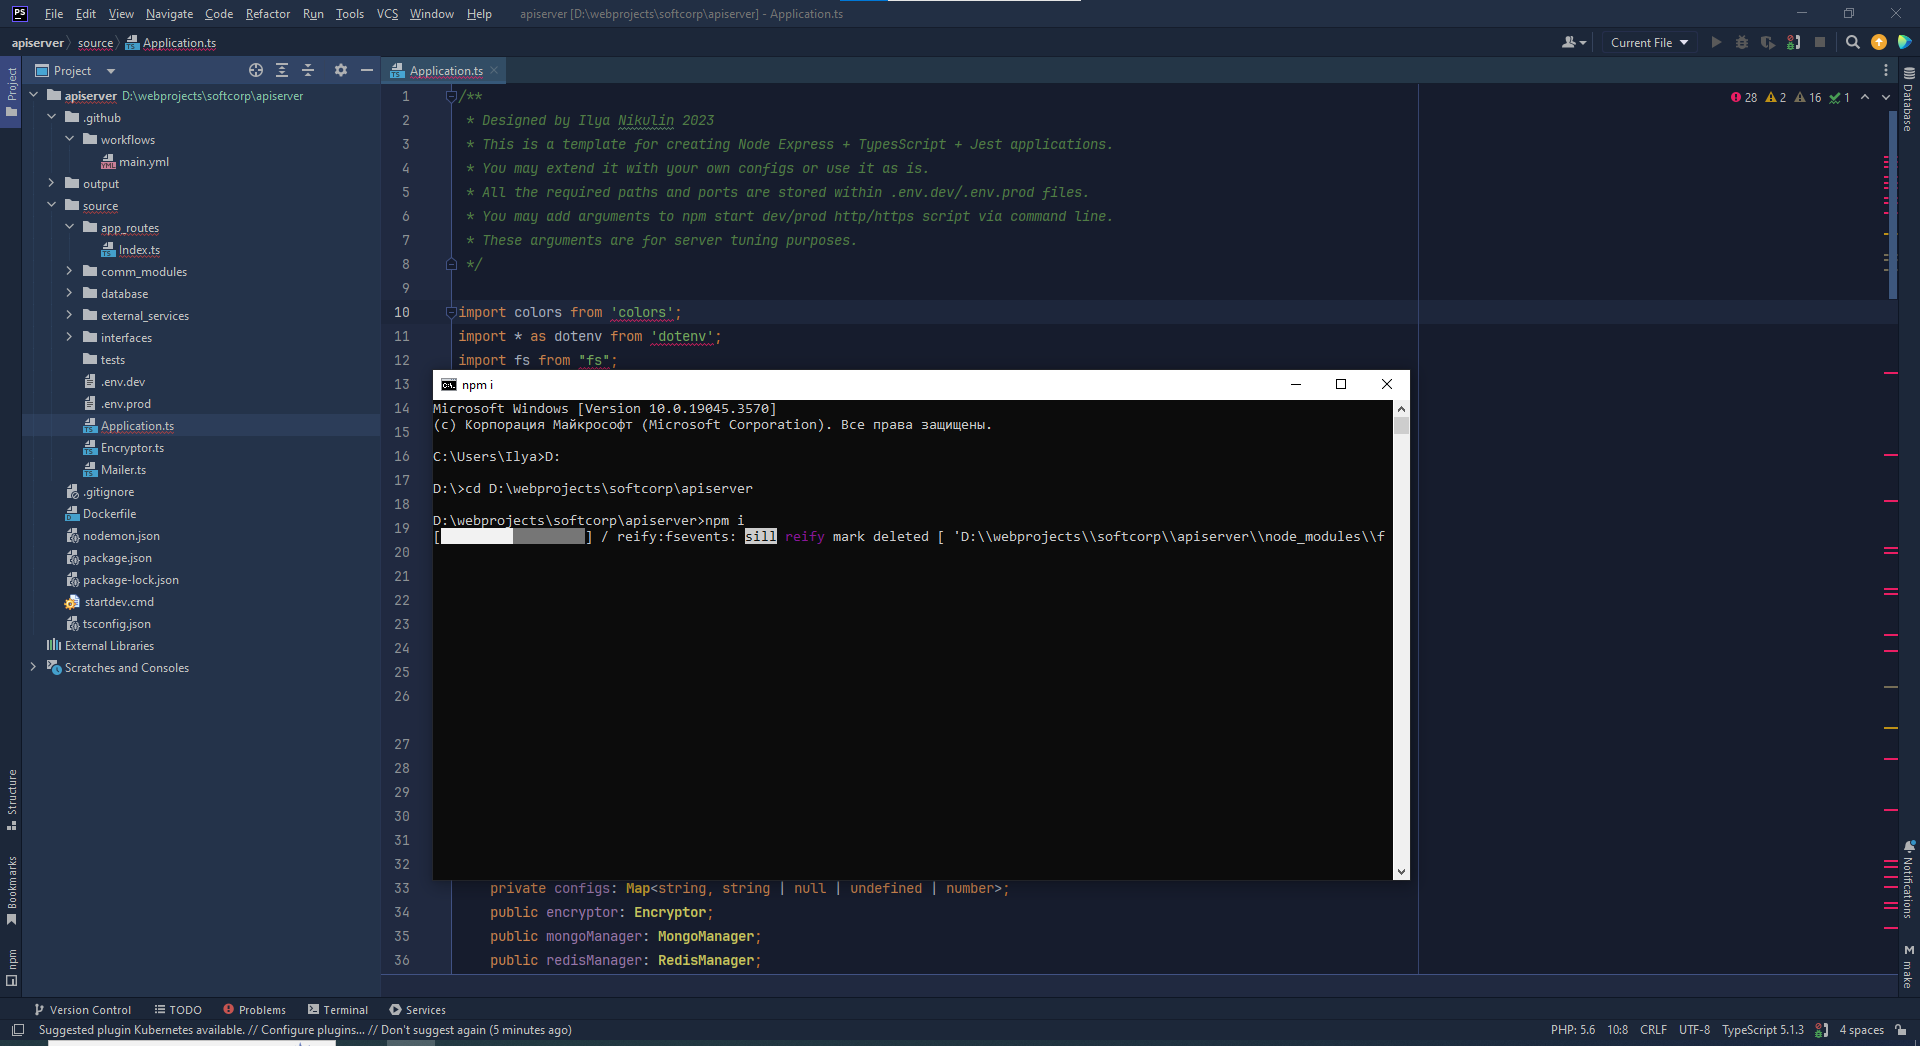 PS File Edit View Navigate Code Refactor Run Tools VCS Window Help apiserver [D:\webprojects\softcorp\apiserver] - Application.ts
apiserver source Application.ts Current File
Project Application.ts
Project
Database
apiserver D:\webprojects\softcorp\apiserver
.github
workflows
main.yml
output
source
app_routes
Index.ts
comm_modules
database
external_services
interfaces
tests
.env.dev
.env.prod
Application.ts
Encryptor.ts
Mailer.ts
.gitignore
Dockerfile
nodemon.json
package.json
package-lock.json
startdev.cmd
tsconfig.json
External Libraries
Scratches and Consoles
Structure
Bookmarks
npm
28 2 16 1
1 /**
2 * Designed by Ilya Nikulin 2023
3 * This is a template for creating Node Express + TypesScript + Jest applications.
4 * You may extend it with your own configs or use it as is.
5 * All the required paths and ports are stored within .env.dev/.env.prod files.
6 * You may add arguments to npm start dev/prod http/https script via command line.
7 * These arguments are for server tuning purposes.
8 */
9
10 import colors from 'colors';
11 import * as dotenv from 'dotenv';
12 import fs from "fs";
13
14
15
16
17
18
19
20
21
22
23
24
25
26
27
28
29
30
31
32
npm i
Microsoft Windows [Version 10.0.19045.3570]
(c) Корпорация Майкрософт (Microsoft Corporation). Все права защищены.
C:\Users\Ilya>D:
D:\>cd D:\webprojects\softcorp\apiserver
D:\webprojects\softcorp\apiserver>npm i
[ ] / reify:fsevents: sill reify mark deleted [ 'D:\\webprojects\\softcorp\\apiserver\\node_modules\\f
33 private configs: Map<string, string | null | undefined | number>;
34 public encryptor: Encryptor;
35 public mongoManager: MongoManager;
36 public redisManager: RedisManager;
Notifications
make
Version Control TODO Problems Terminal Services
Suggested plugin Kubernetes available. // Configure plugins... // Don't suggest again (5 minutes ago) PHP: 5.6 10:8 CRLF UTF-8 TypeScript 5.1.3 4 spaces